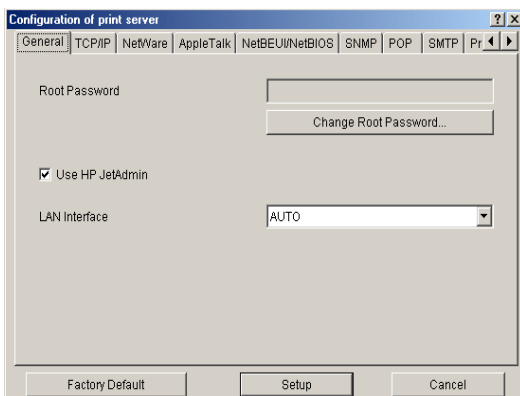 Configuration of print server
General TCP/IP NetWare AppleTalk NetBEUI/NetBIOS SNMP POP SMTP Pr
Root Password
Change Root Password...
Use HP JetAdmin
LAN Interface AUTO
Factory Default Setup Cancel